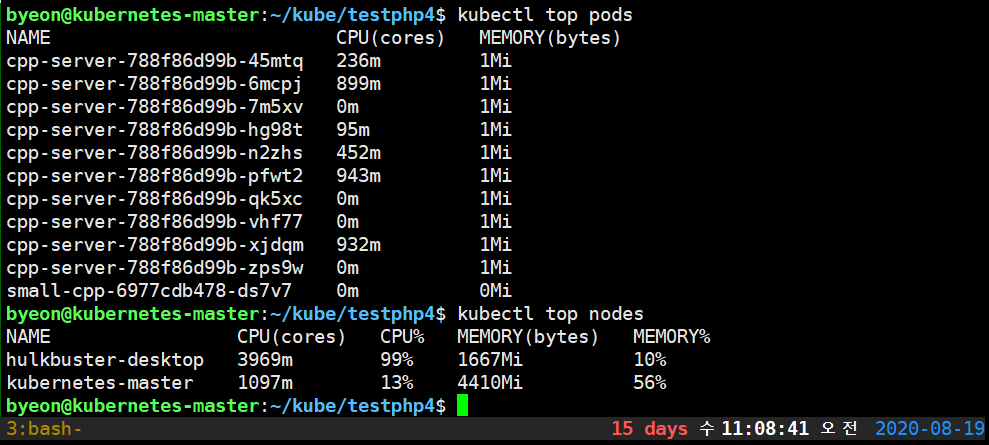 byeon@kubernetes-master:~/kube/testphp4$ kubectl top pods
NAME                          CPU(cores)   MEMORY(bytes)
cpp-server-788f86d99b-45mtq   236m         1Mi
cpp-server-788f86d99b-6mcpj   899m         1Mi
cpp-server-788f86d99b-7m5xv   0m           1Mi
cpp-server-788f86d99b-hg98t   95m          1Mi
cpp-server-788f86d99b-n2zhs   452m         1Mi
cpp-server-788f86d99b-pfwt2   943m         1Mi
cpp-server-788f86d99b-qk5xc   0m           1Mi
cpp-server-788f86d99b-vhf77   0m           1Mi
cpp-server-788f86d99b-xjdqm   932m         1Mi
cpp-server-788f86d99b-zps9w   0m           1Mi
small-cpp-6977cdb478-ds7v7    0m           0Mi
byeon@kubernetes-master:~/kube/testphp4$ kubectl top nodes
NAME                 CPU(cores)   CPU%   MEMORY(bytes)   MEMORY%
hulkbuster-desktop   3969m        99%    1667Mi          10%
kubernetes-master    1097m        13%    4410Mi          56%
byeon@kubernetes-master:~/kube/testphp4$
3:bash- 15 days 수 11:08:41 오전 2020-08-19